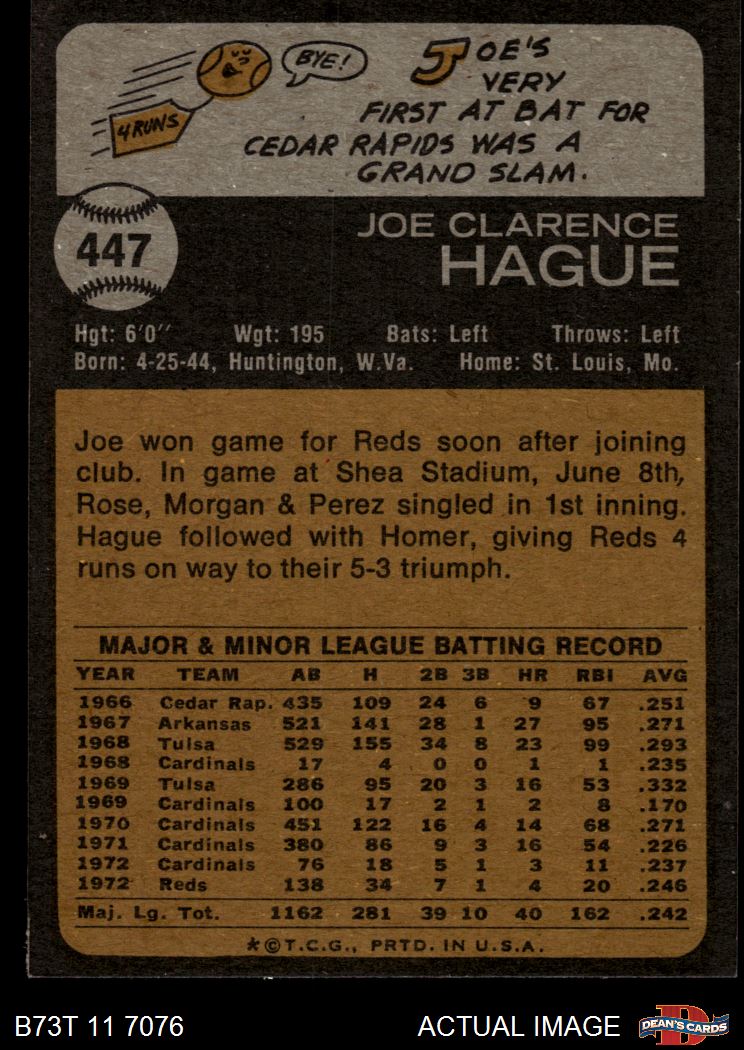 4 RUNS
BYE!
JOE'S
VERY
FIRST AT BAT FOR
CEDAR RAPIDS WAS A
GRAND SLAM.
447
JOE CLARENCE
HAGUE
Hgt: 6'0" Wgt: 195 Bats: Left Throws: Left
Born: 4-25-44, Huntington, W.Va. Home: St. Louis, Mo.
Joe won game for Reds soon after joining
club. In game at Shea Stadium, June 8th,
Rose, Morgan & Perez singled in 1st inning.
Hague followed with Homer, giving Reds 4
runs on way to their 5-3 triumph.
MAJOR & MINOR LEAGUE BATTING RECORD
YEAR TEAM AB H 2B 3B HR RBI AVG
1966 Cedar Rap. 435 109 24 6 9 67 .251
1967 Arkansas 521 141 28 1 27 95 .271
1968 Tulsa 529 155 34 8 23 99 .293
1968 Cardinals 17 4 0 0 1 1 .235
1969 Tulsa 286 95 20 3 16 53 .332
1969 Cardinals 100 17 2 1 2 8 .170
1970 Cardinals 451 122 16 4 14 68 .271
1971 Cardinals 380 86 9 3 16 54 .226
1972 Cardinals 76 18 5 1 3 11 .237
1972 Reds 138 34 7 1 4 20 .246
Maj. Lg. Tot. 1162 281 39 10 40 162 .242
*©T.C.G., PRTD. IN U.S.A.
B73T 11 7076 ACTUAL IMAGE D DEAN'S CARDS